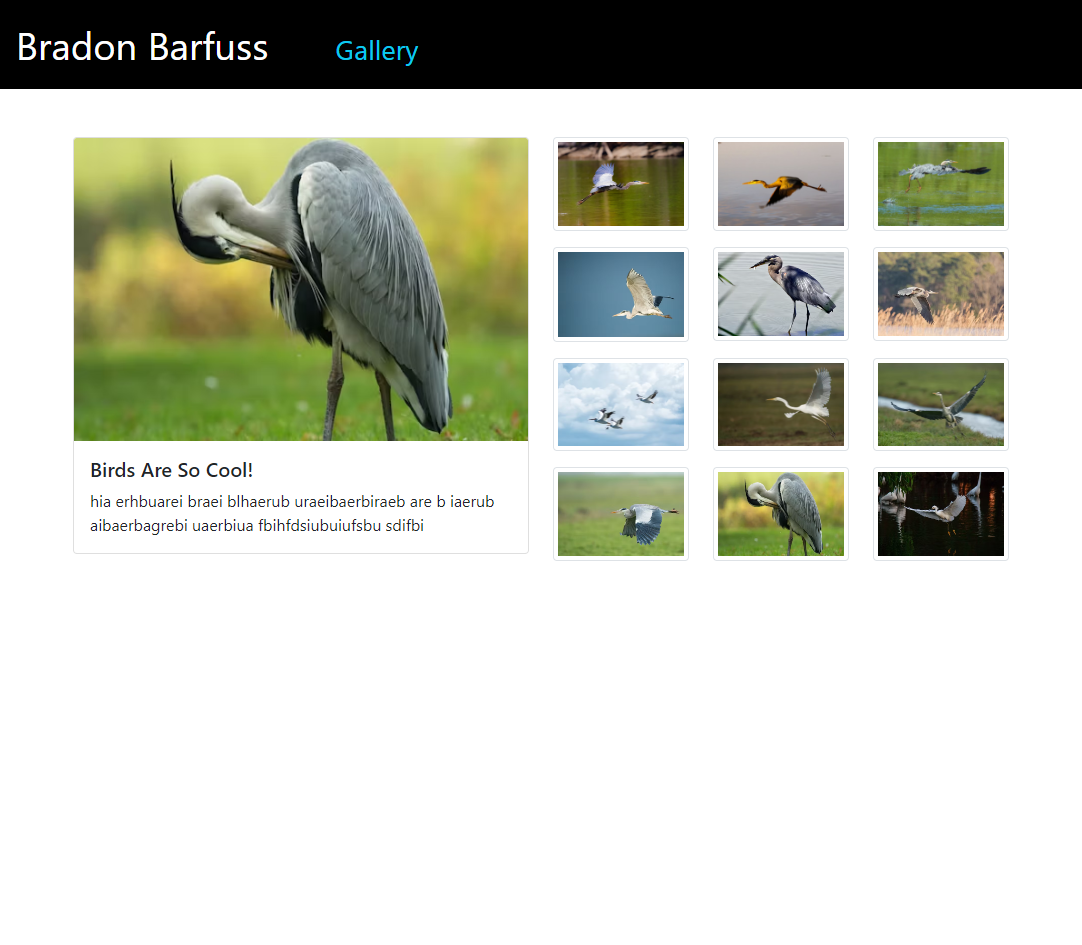 Bradon Barfuss
Gallery
Birds Are So Cool!
hia erhbuarei braei blhaerub uraeibaerbiraeb are b iaerub
aibaerbagrebi uaerbiua fbihfdsiubuiufsbu sdifbi